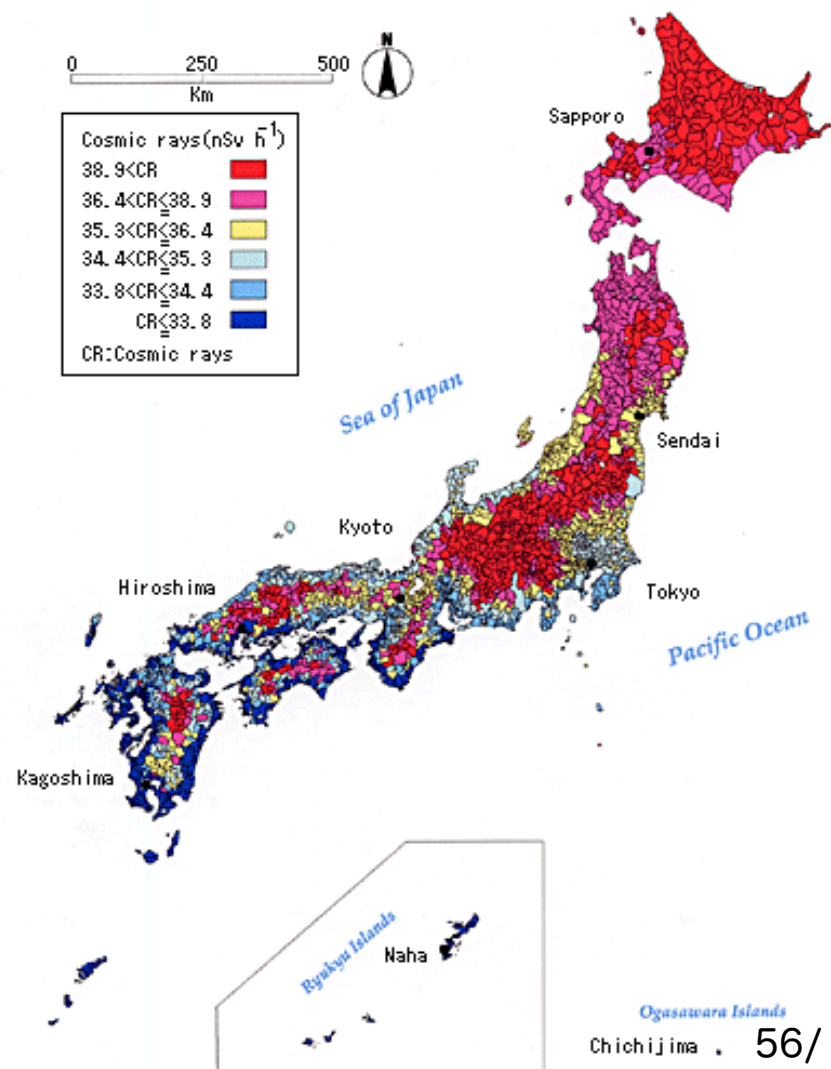 N
0 250 500
Km
Cosmic rays(nSv h⁻¹)
38.9<CR
36.4<CR≦38.9
35.3<CR≦36.4
34.4<CR≦35.3
33.8<CR≦34.4
CR≦33.8
CR:Cosmic rays
Sapporo
Sea of Japan
Sendai
Kyoto
Hiroshima
Tokyo
Pacific Ocean
Kagoshima
Ryukyu Islands
Naha
Ogasawara Islands
Chichijima
56/